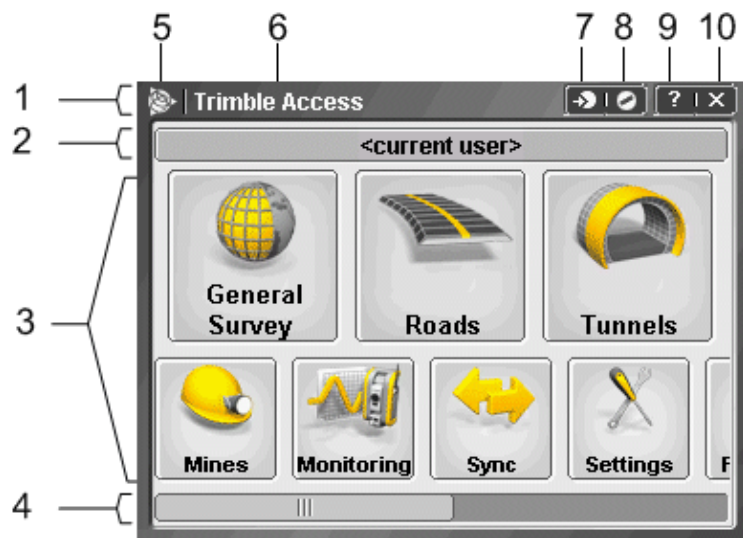 5 6 7 8 9 10
1 Trimble Access ? X
2 <current user>
3
General
Survey
Roads
Tunnels
Mines
Monitoring
Sync
Settings
F
4